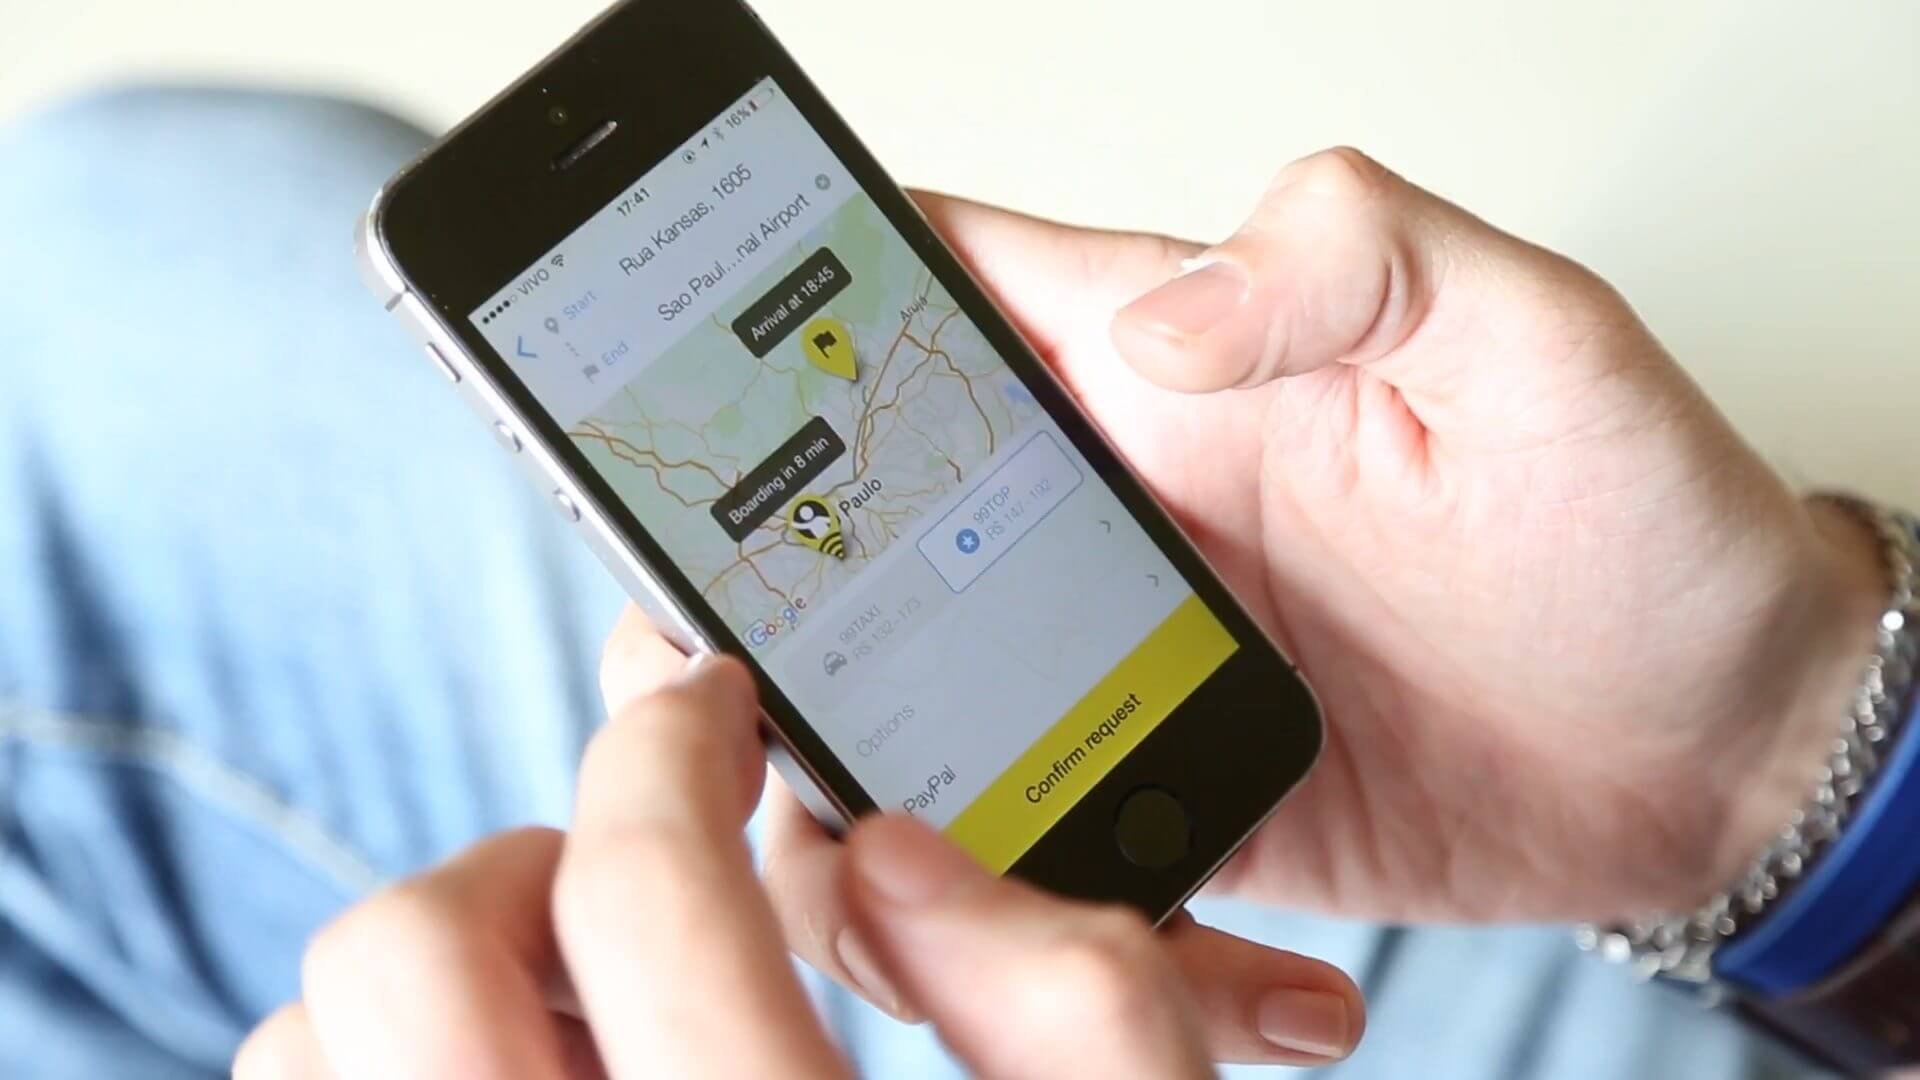 VIVO 17:41 16%
Start Rua Kansas, 1605
End Sao Paul...nal Airport
Arrival at 18:45
Arujá
Boarding in 8 min
Paulo
Google
99TAXI
R$ 132–173
99TOP
R$ 147–192
Options
PayPal
Confirm request